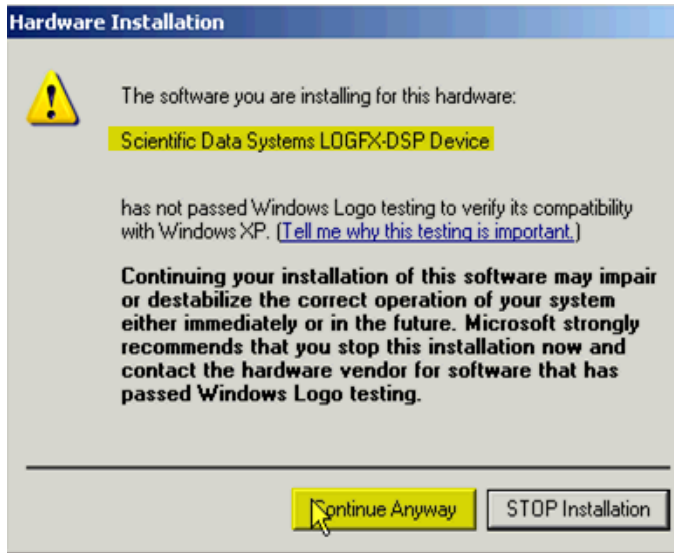 Hardware Installation
The software you are installing for this hardware:
Scientific Data Systems LOGFX-DSP Device
has not passed Windows Logo testing to verify its compatibility
with Windows XP. (Tell me why this testing is important.)
Continuing your installation of this software may impair
or destabilize the correct operation of your system
either immediately or in the future. Microsoft strongly
recommends that you stop this installation now and
contact the hardware vendor for software that has
passed Windows Logo testing.
Continue Anyway
STOP Installation